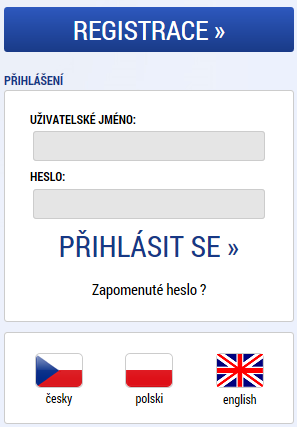 REGISTRACE »
PŘIHLÁŠENÍ
UŽIVATELSKÉ JMÉNO:
HESLO:
PŘIHLÁSIT SE »
Zapomenuté heslo ?
česky polski english